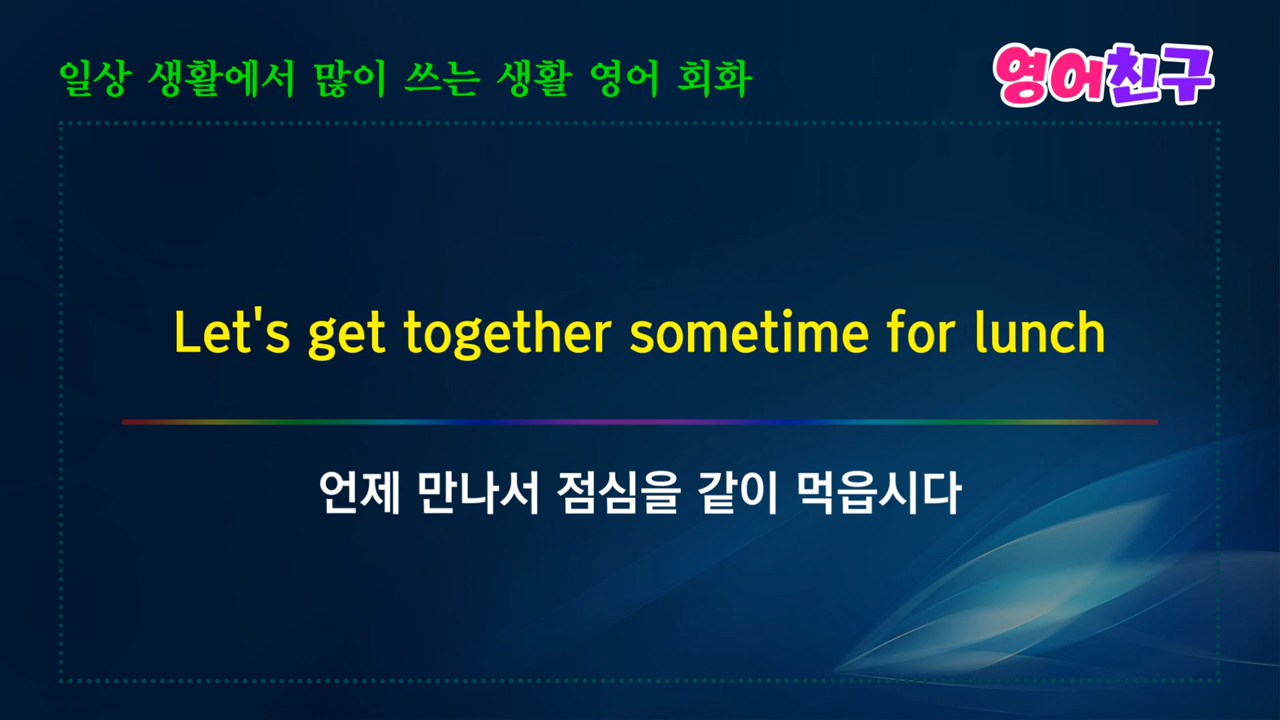 일상 생활에서 많이 쓰는 생활 영어 회화
영어친구
Let's get together sometime for lunch
언제 만나서 점심을 같이 먹읍시다